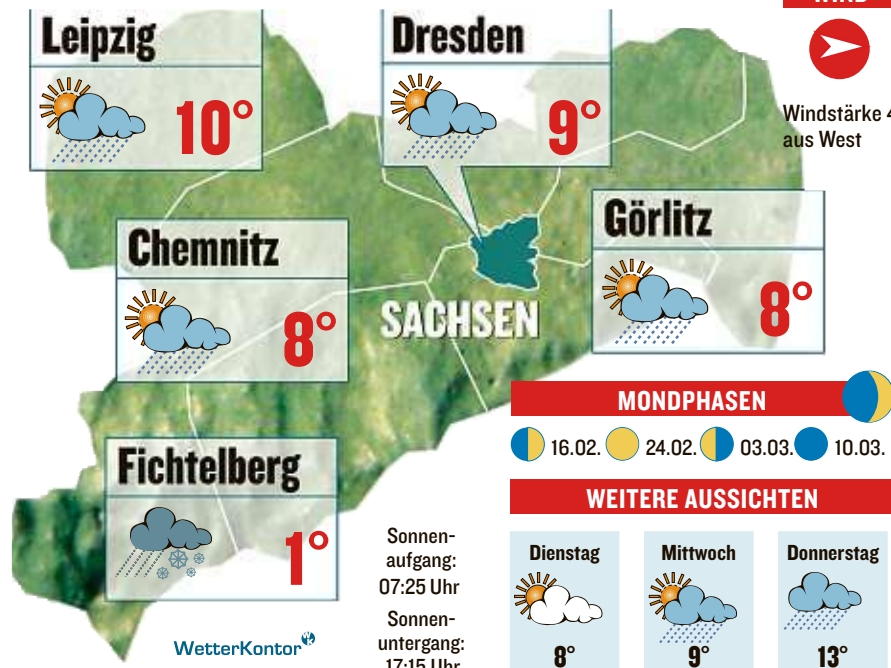 Leipzig
10°
Dresden
9°
WIND
Windstärke 4
aus West
Chemnitz
8°
Görlitz
8°
SACHSEN
Fichtelberg
1°
MONDPHASEN
16.02. 24.02. 03.03. 10.03.
WEITERE AUSSICHTEN
Dienstag
8°
Mittwoch
9°
Donnerstag
13°
Sonnen-
aufgang:
07:25 Uhr
Sonnen-
untergang:
17:15 Uhr
WetterKontor